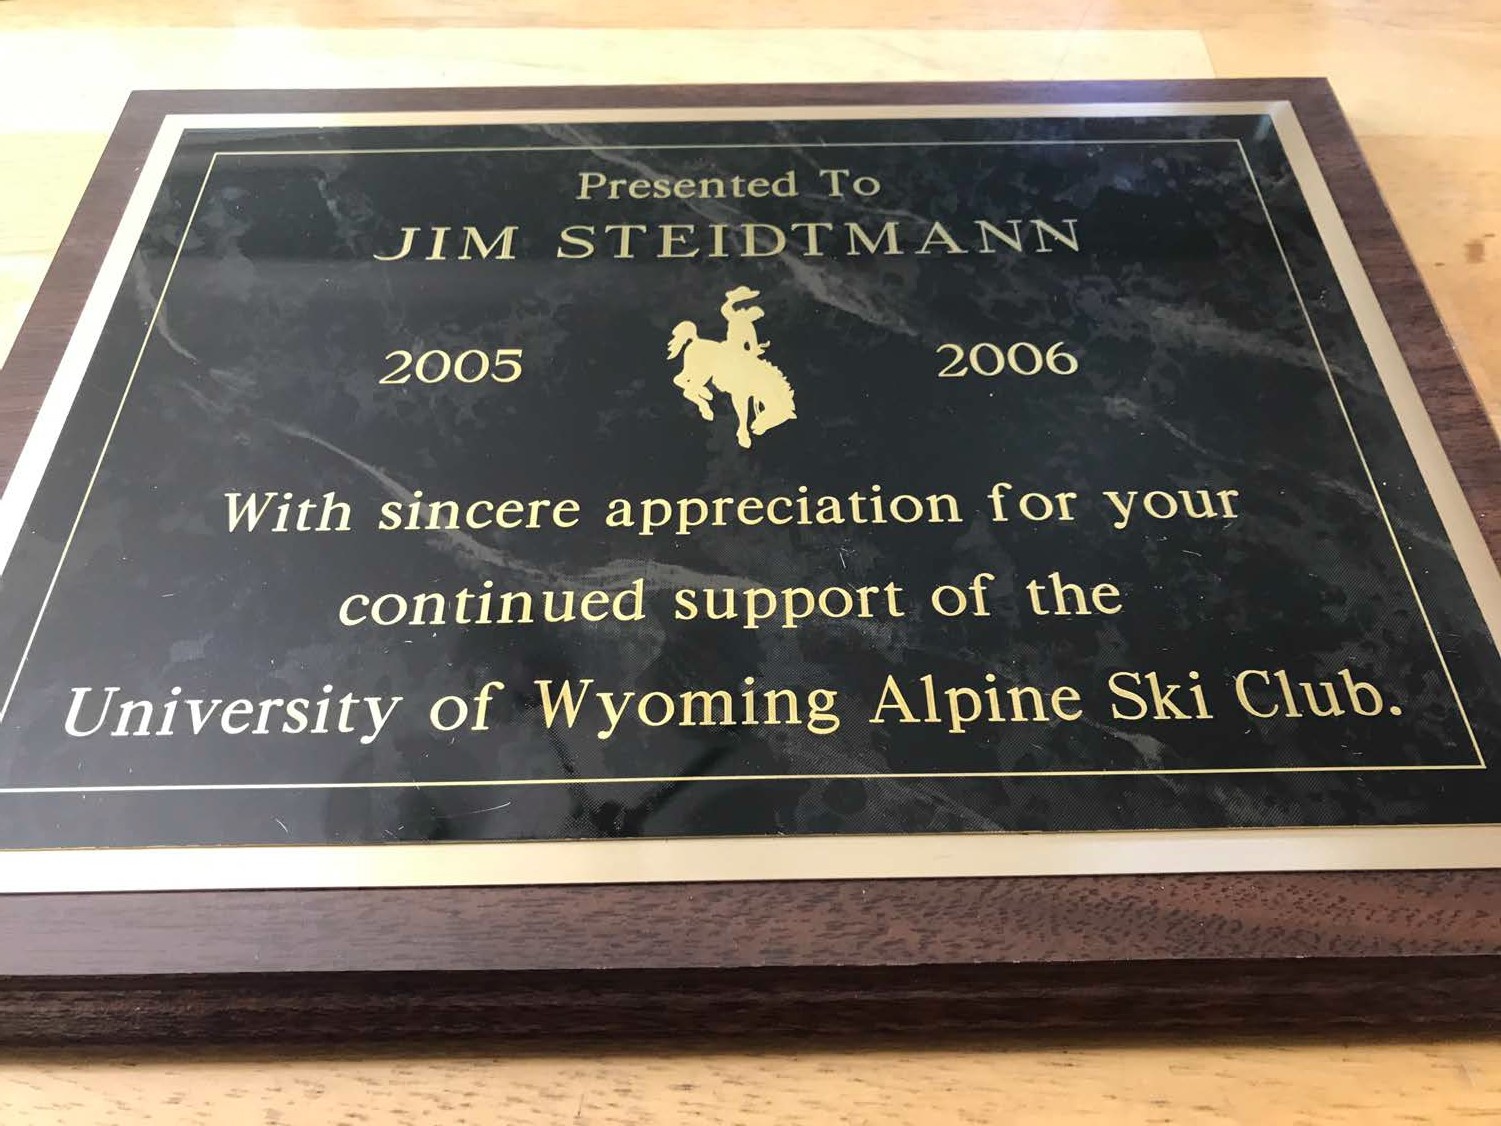 Presented To
JIM STEIDTMANN
2005 2006
With sincere appreciation for your
continued support of the
University of Wyoming Alpine Ski Club.